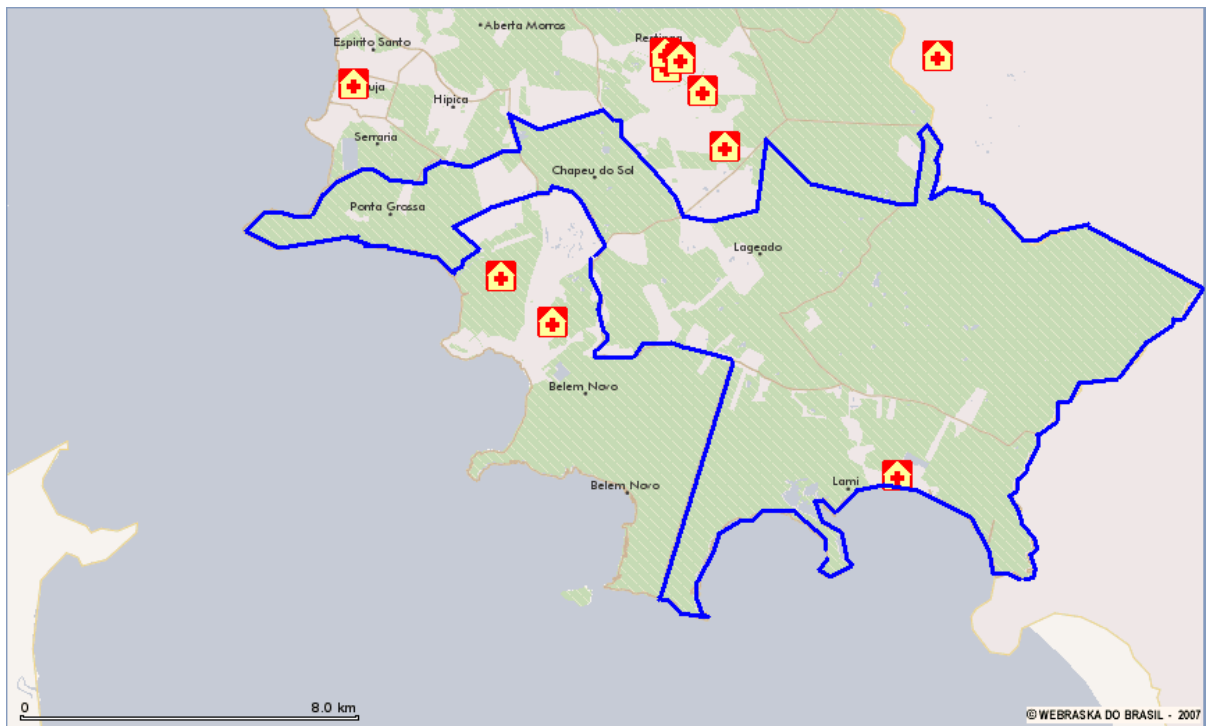 Aberta Morros
Espirito Santo
Hipica
Serraria
Chapeu do Sol
Ponta Grossa
Lageado
Belem Novo
Lami
Belem Novo
0 8.0 km
© WEBRASKA DO BRASIL - 2007